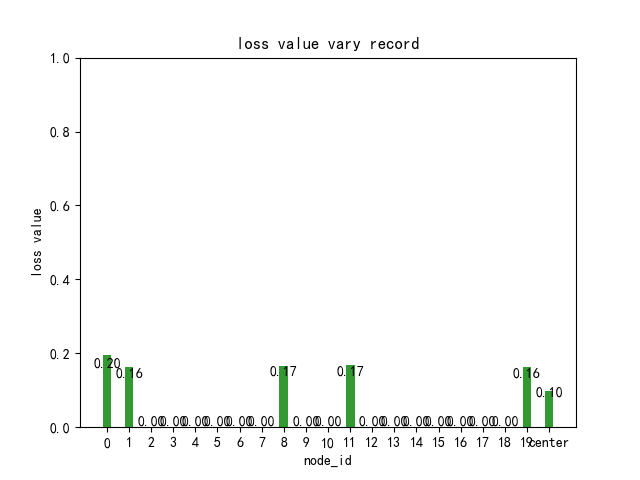 loss value vary record
1.0
0.8
0.6
0.4
0.2
0.0
loss value
0.20 0.16 0.00 0.00 0.00 0.00 0.00 0.00 0.17 0.00 0.00 0.17 0.00 0.00 0.00 0.00 0.00 0.00 0.00 0.16 0.10
0 1 2 3 4 5 6 7 8 9 10 11 12 13 14 15 16 17 18 19 center
node_id